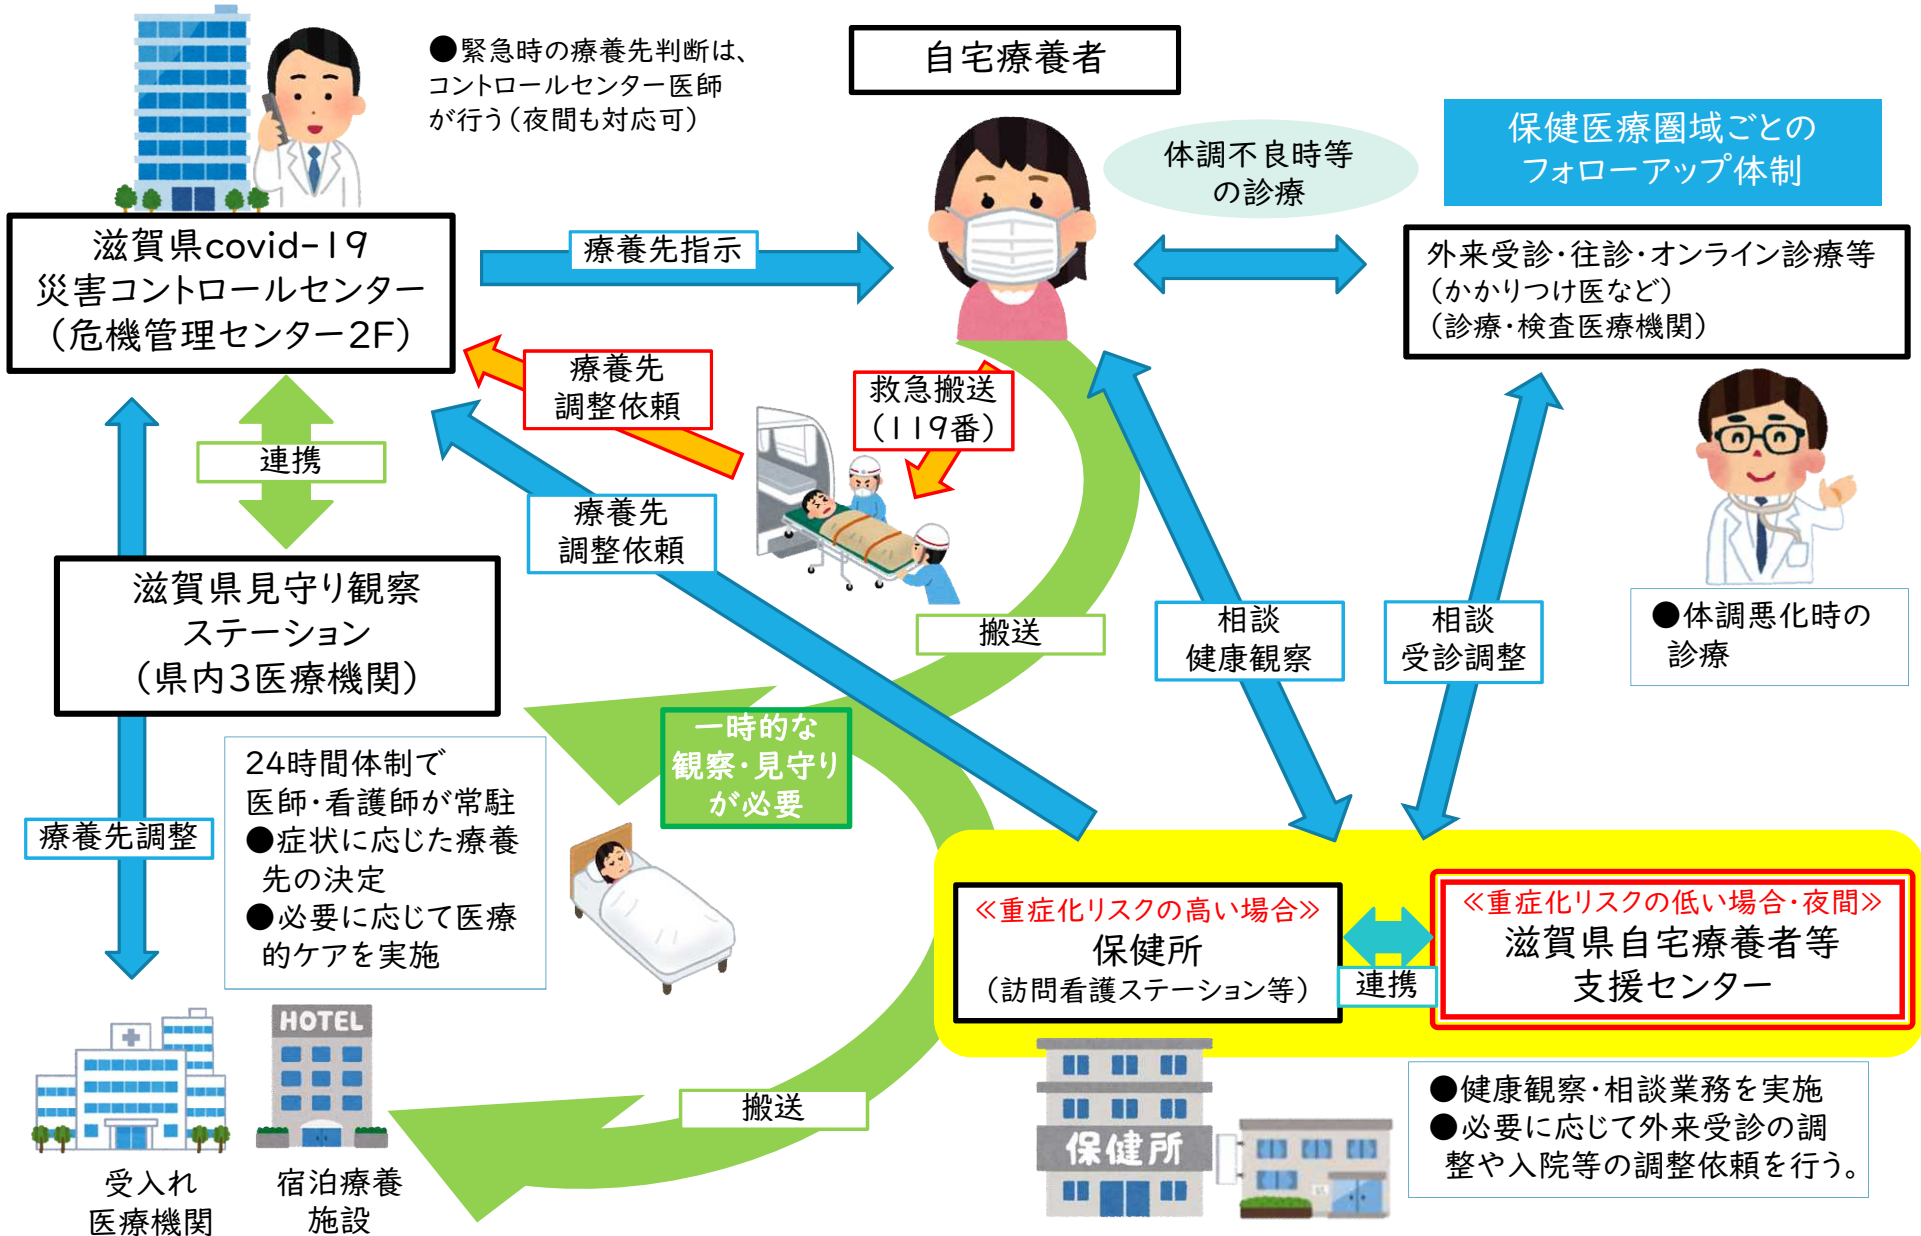 ●緊急時の療養先判断は、
コントロールセンター医師
が行う（夜間も対応可）
自宅療養者
体調不良時等
の診療
保健医療圏域ごとの
フォローアップ体制
滋賀県covid-19
災害コントロールセンター
（危機管理センター2F）
療養先指示
外来受診・往診・オンライン診療等
（かかりつけ医など）
（診療・検査医療機関）
療養先
調整依頼
救急搬送
（119番）
連携
療養先
調整依頼
滋賀県見守り観察
ステーション
（県内3医療機関）
搬送
相談
健康観察
相談
受診調整
●体調悪化時の
診療
一時的な
観察・見守り
が必要
24時間体制で
医師・看護師が常駐
●症状に応じた療養
先の決定
●必要に応じて医療
的ケアを実施
療養先調整
≪重症化リスクの高い場合≫
保健所
（訪問看護ステーション等）
連携
≪重症化リスクの低い場合・夜間≫
滋賀県自宅療養者等
支援センター
HOTEL
搬送
保健所
●健康観察・相談業務を実施
●必要に応じて外来受診の調
整や入院等の調整依頼を行う。
受入れ
医療機関
宿泊療養
施設